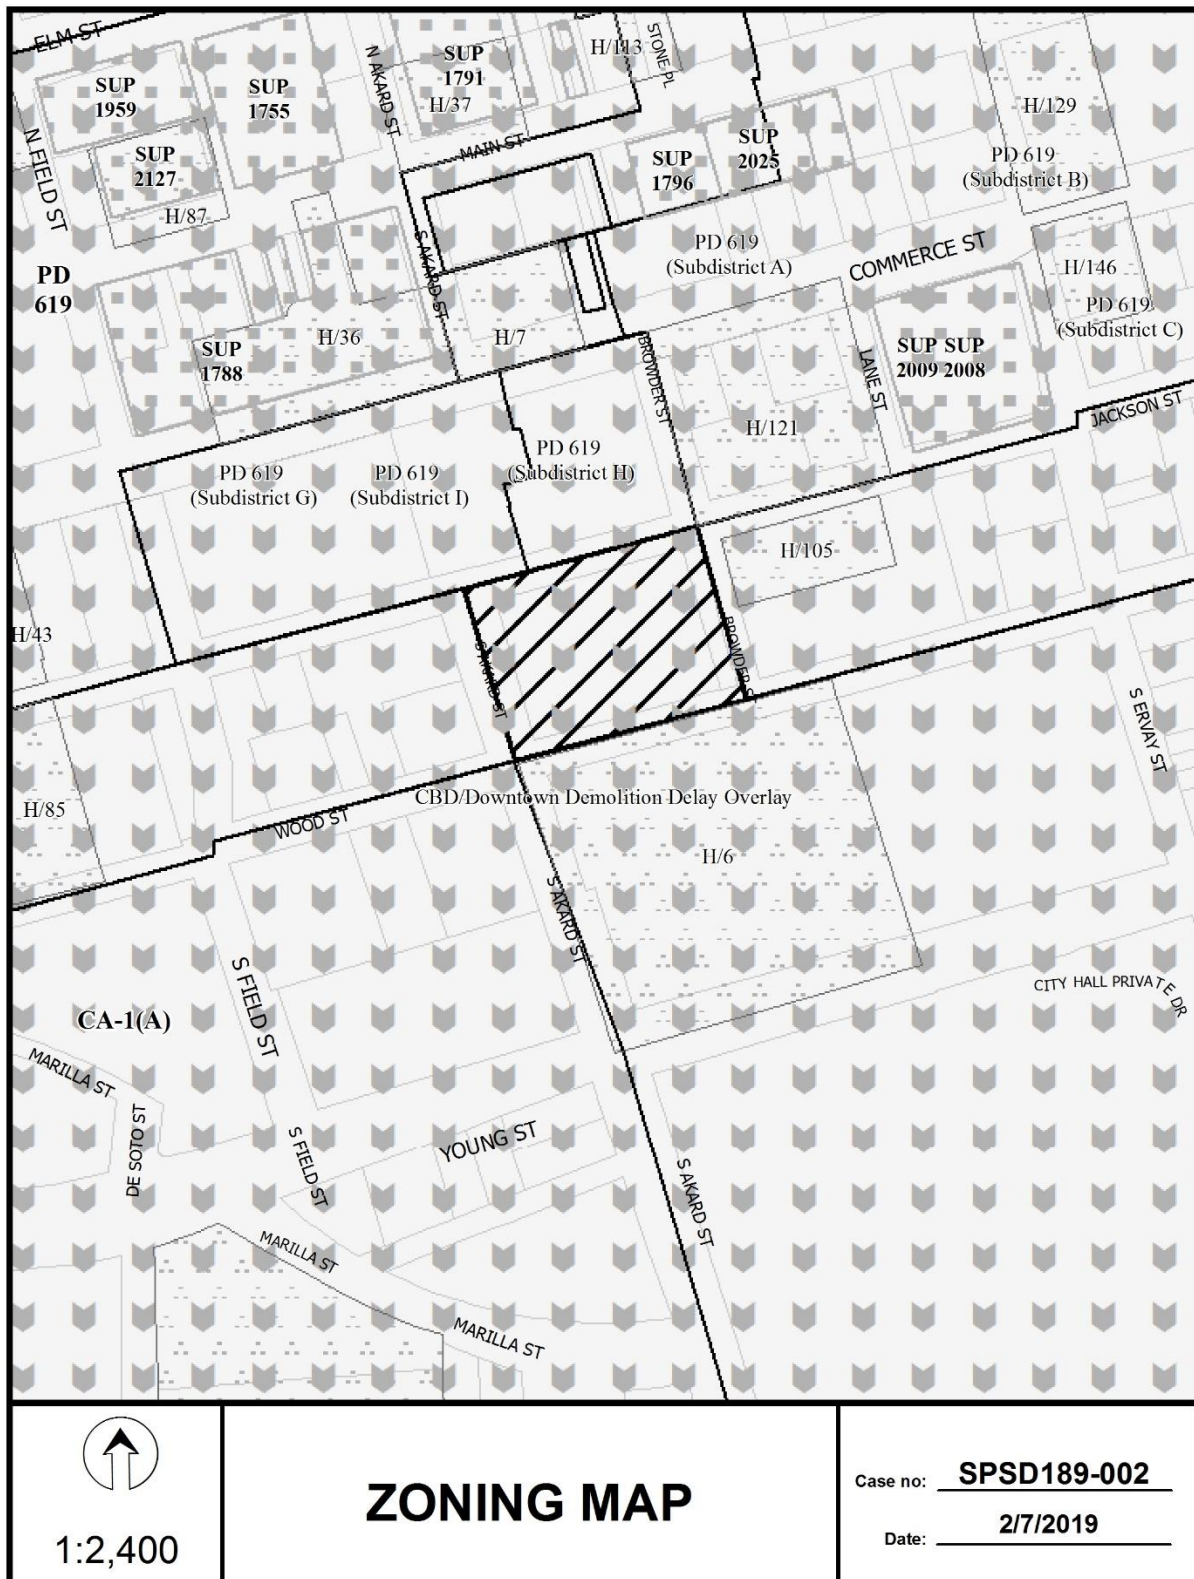 ELM ST
N AKARD ST
SUP
1791
H/37
H/113
STONE PL
SUP
1959
SUP
1755
H/129
N FIELD ST
SUP
2127
H/87
MAIN ST
SUP
1796
SUP
2025
PD 619
(Subdistrict B)
PD
619
S AKARD ST
PD 619
(Subdistrict A)
COMMERCE ST
H/146
PD 619
(Subdistrict C)
SUP
1788
H/36
H/7
BROWDER ST
LANE ST
SUP SUP
2009 2008
JACKSON ST
H/121
PD 619
(Subdistrict G)
PD 619
(Subdistrict I)
PD 619
(Subdistrict H)
H/105
H/43
S AKARD ST
BROWDER S
S ERVAY ST
H/85
WOOD ST
CBD/Downtown Demolition Delay Overlay
H/6
S AKARD ST
S FIELD ST
CITY HALL PRIVATE DR
CA-1(A)
MARILLA ST
DE SOTO ST
S FIELD ST
YOUNG ST
S AKARD ST
MARILLA ST
MARILLA ST
1:2,400
ZONING MAP
Case no: SPSD189-002
Date: 2/7/2019